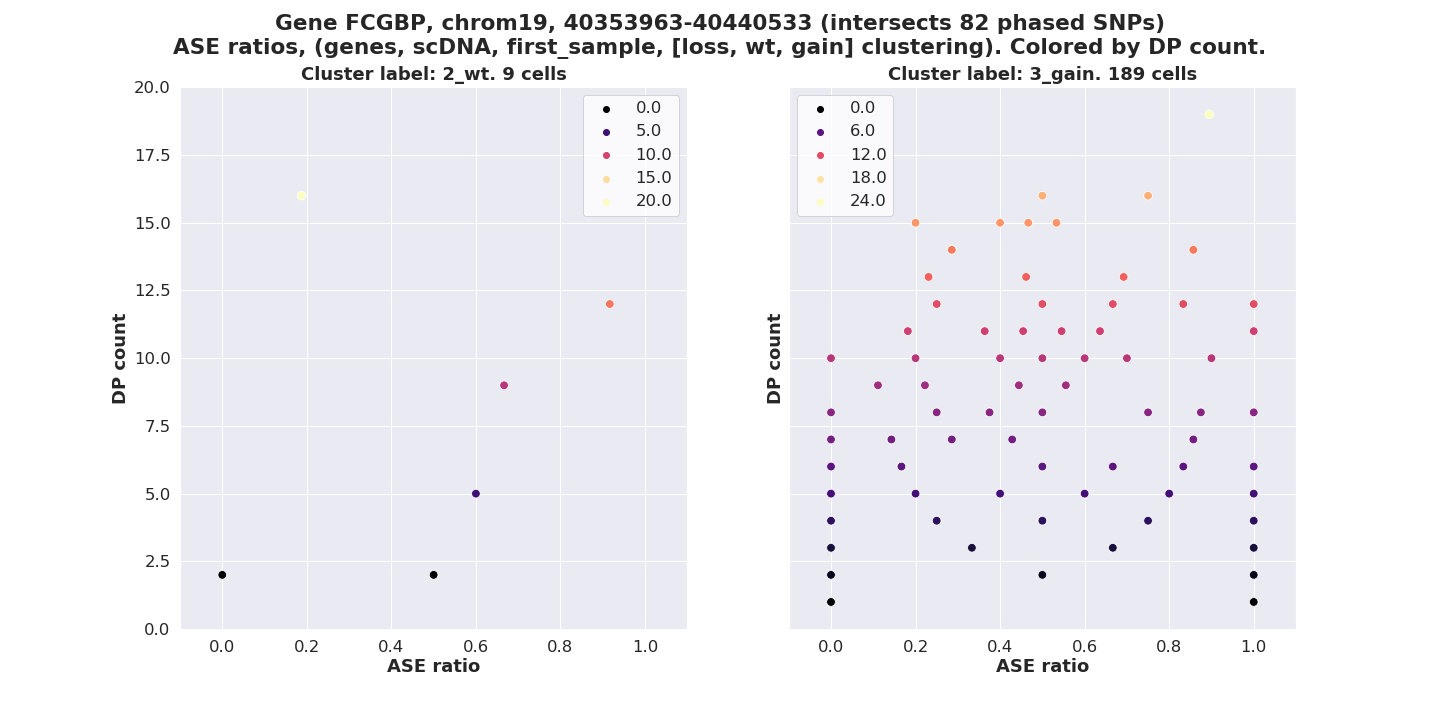 Gene FCGBP, chrom19, 40353963-40440533 (intersects 82 phased SNPs)
ASE ratios, (genes, scDNA, first_sample, [loss, wt, gain] clustering). Colored by DP count.
Cluster label: 2_wt. 9 cells
20.0
17.5
15.0
12.5
10.0
7.5
5.0
2.5
0.0
DP count
0.0
5.0
10.0
15.0
20.0
0.0 0.2 0.4 0.6 0.8 1.0
ASE ratio
Cluster label: 3_gain. 189 cells
DP count
0.0
6.0
12.0
18.0
24.0
0.0 0.2 0.4 0.6 0.8 1.0
ASE ratio